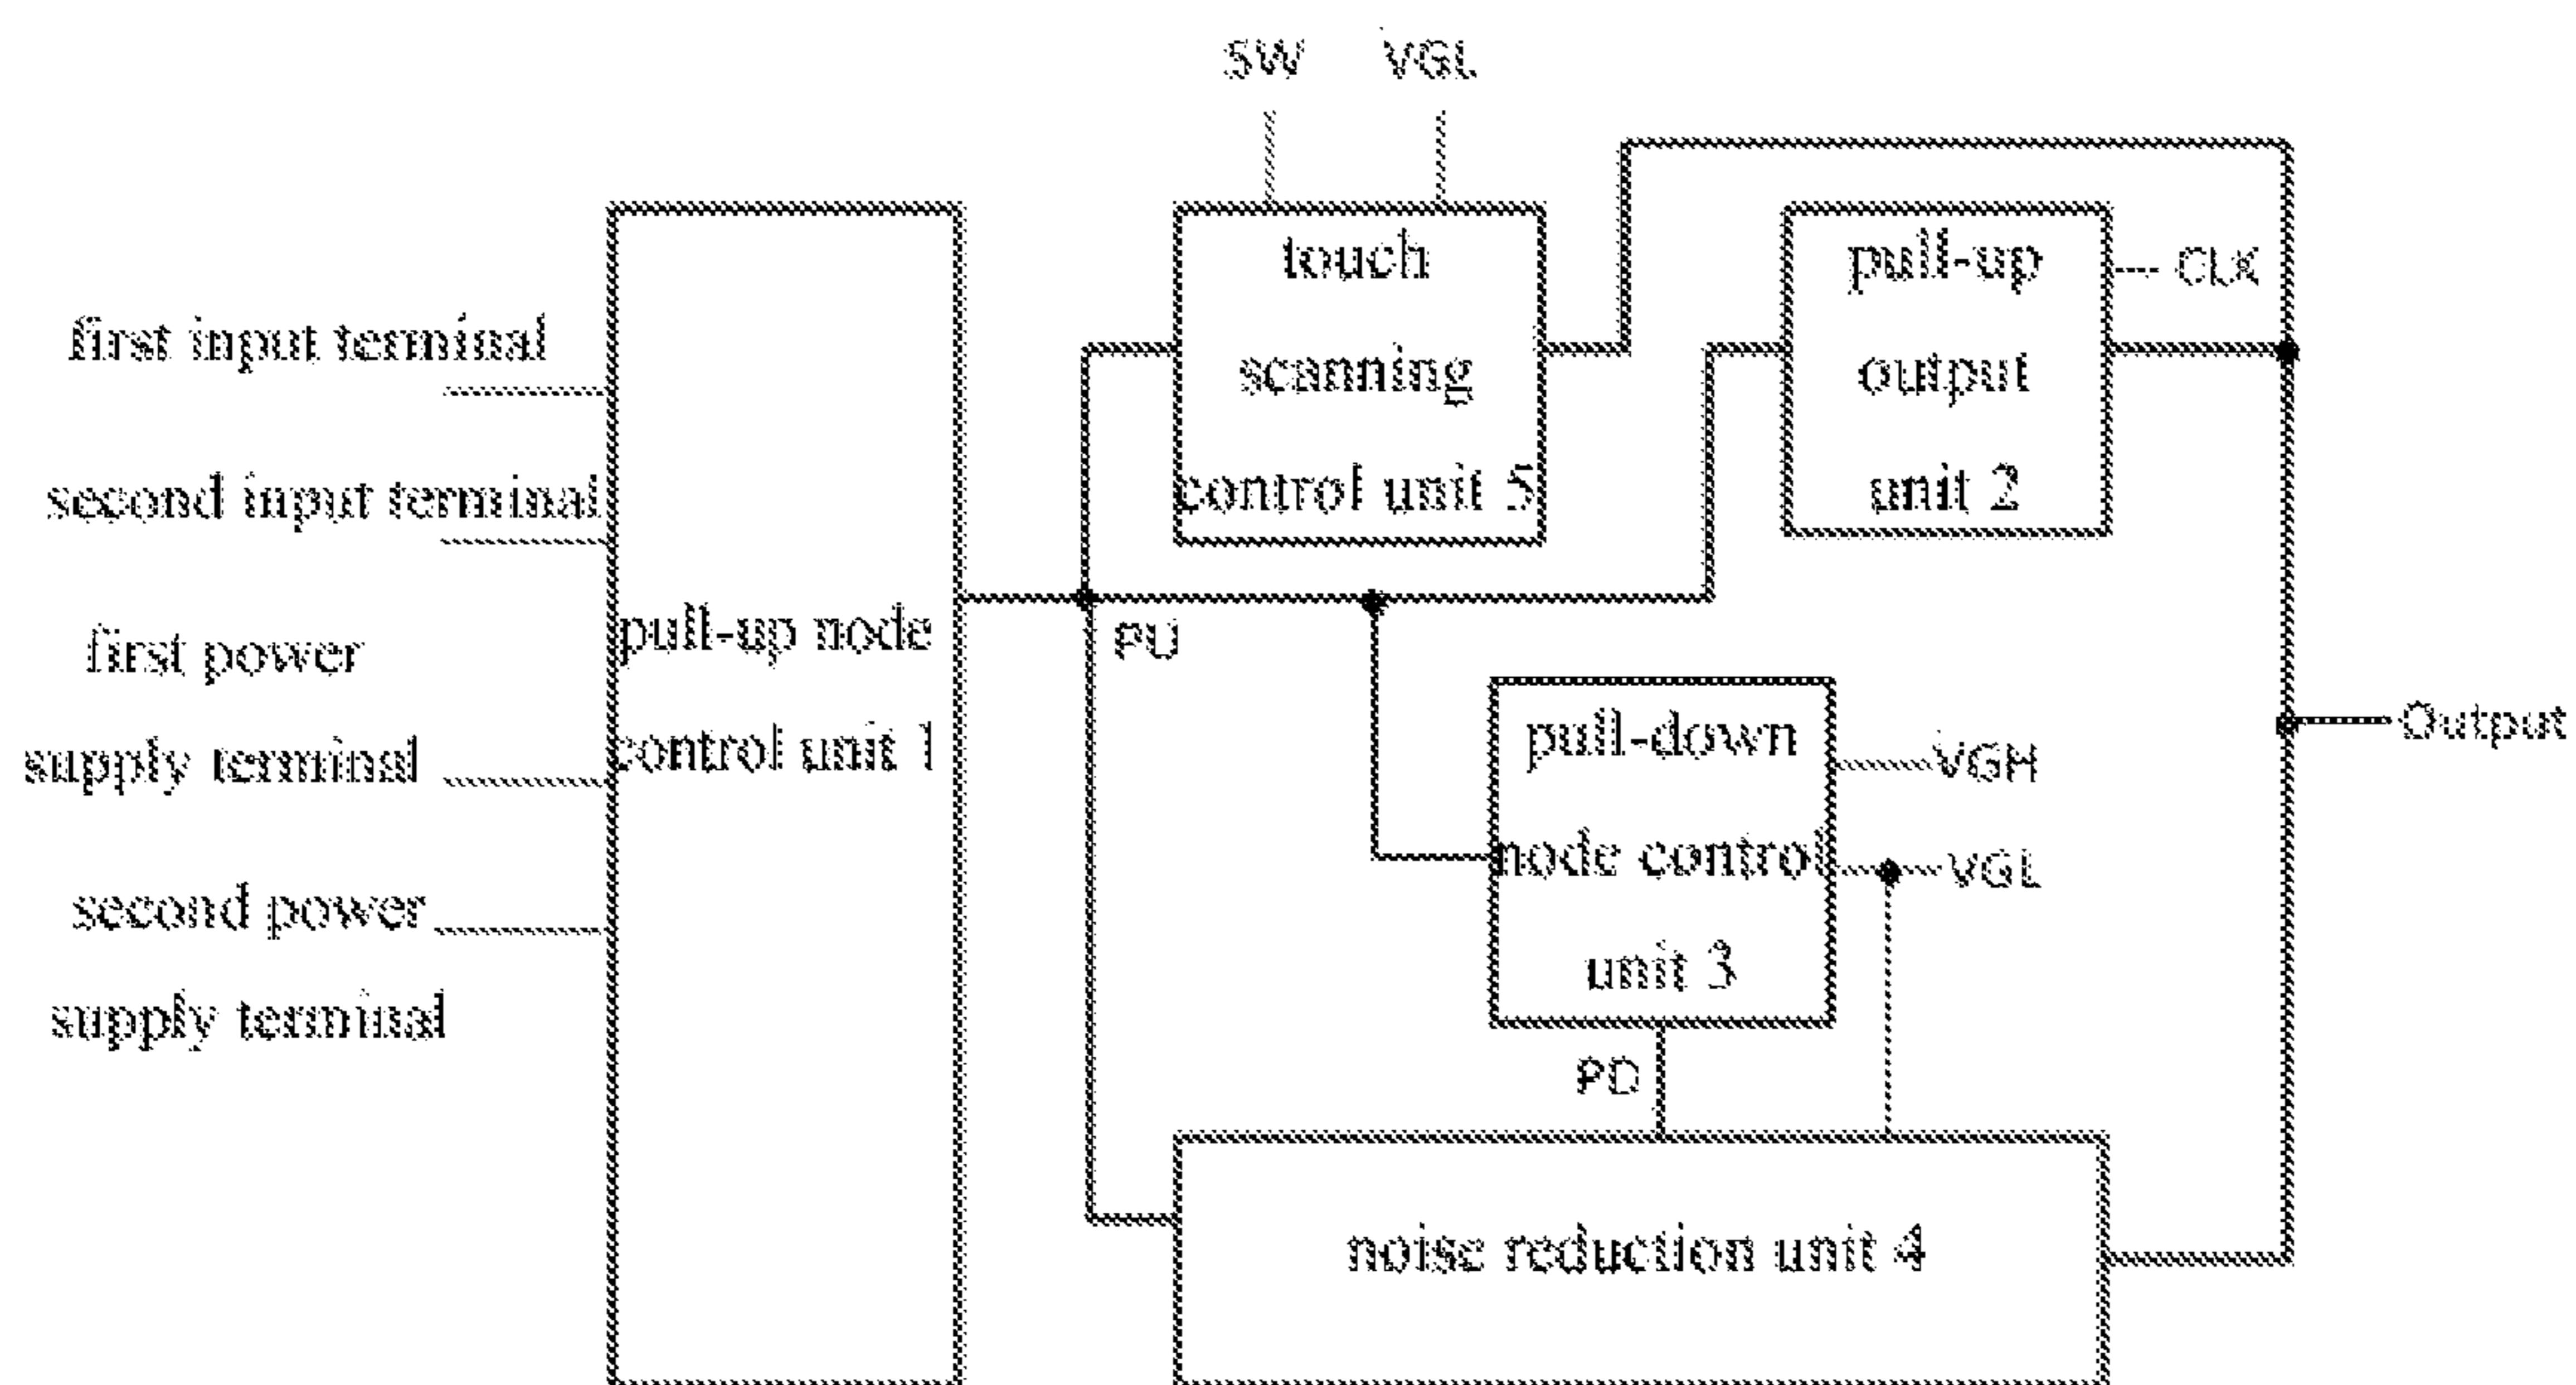 SW VGL
touch
scanning
control unit 5
pull-up
output
unit 2
CLK
first input terminal
second input terminal
first power
supply terminal
second power
supply terminal
pull-up node
control unit 1
PU
pull-down
node control
unit 3
VGH
VGL
Output
PD
noise reduction unit 4